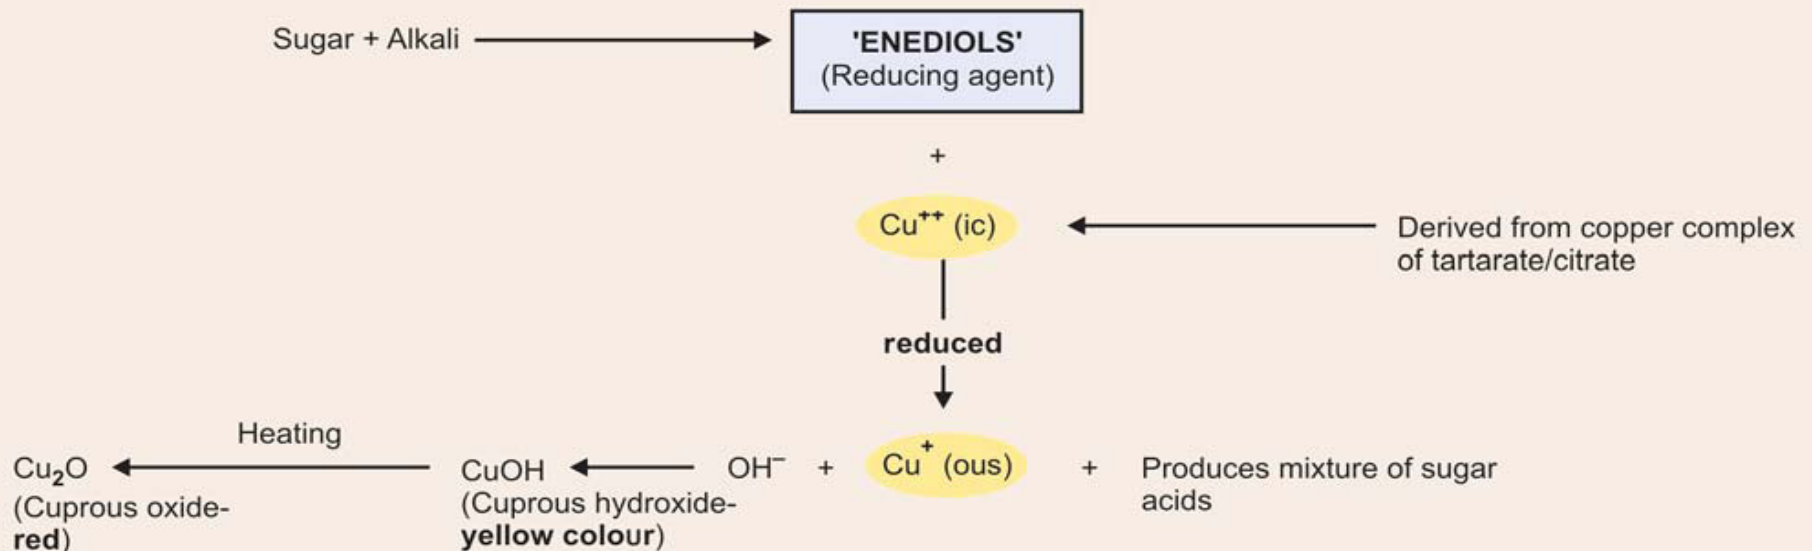 Sugar + Alkali
'ENEDIOLS'
(Reducing agent)
+
Cu⁺⁺ (ic)
Derived from copper complex
of tartarate/citrate
reduced
Heating
Cu₂O
(Cuprous oxide-
red)
CuOH
(Cuprous hydroxide-
yellow colour)
OH⁻ + Cu⁺ (ous) + Produces mixture of sugar
acids